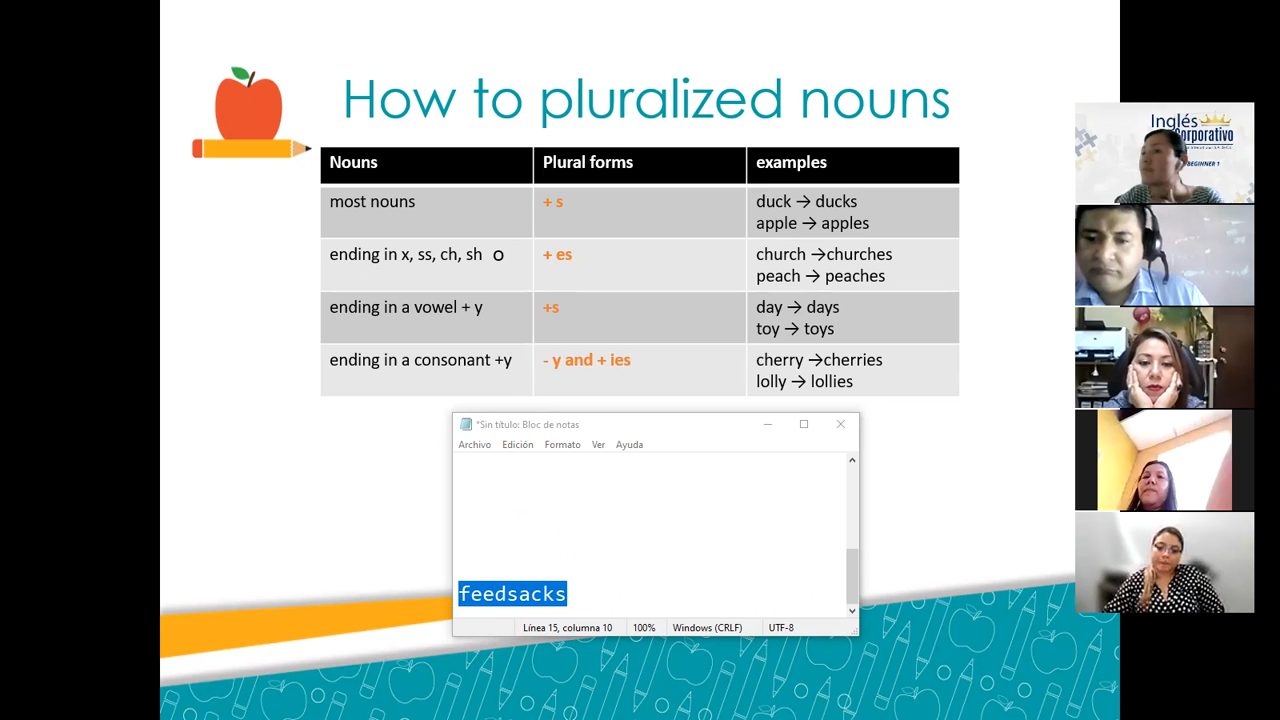 How to pluralized nouns
Nouns Plural forms examples
most nouns + s duck → ducks
apple → apples
ending in x, ss, ch, sh o + es church →churches
peach → peaches
ending in a vowel + y +s day → days
toy → toys
ending in a consonant +y - y and + ies cherry →cherries
lolly → lollies
*Sin título: Bloc de notas
Archivo Edición Formato Ver Ayuda
feedsacks
Línea 15, columna 10 100% Windows (CRLF) UTF-8
Inglés
Corporativo
BEGINNER 1